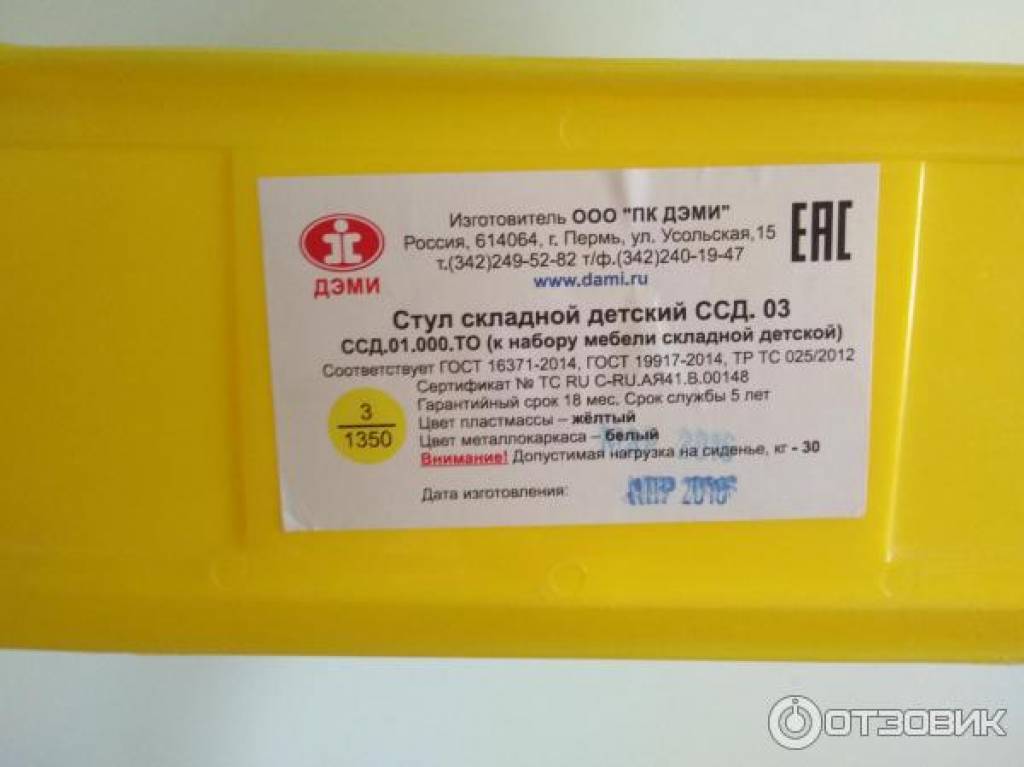 ДЭМИ
Изготовитель ООО "ПК ДЭМИ"
Россия, 614064, г. Пермь, ул. Усольская,15
т.(342)249-52-82 т/ф.(342)240-19-47
www.dami.ru
ЕАС
Стул складной детский ССД. 03
ССД.01.000.ТО (к набору мебели складной детской)
Соответствует ГОСТ 16371-2014, ГОСТ 19917-2014, ТР ТС 025/2012
Сертификат № ТС RU C-RU.АЯ41.В.00148
Гарантийный срок 18 мес. Срок службы 5 лет
3
1350
Цвет пластмассы – жёлтый
Цвет металлокаркаса – белый
Внимание! Допустимая нагрузка на сиденье, кг - 30
Дата изготовления:
АПР 2016
ОТЗОВИК